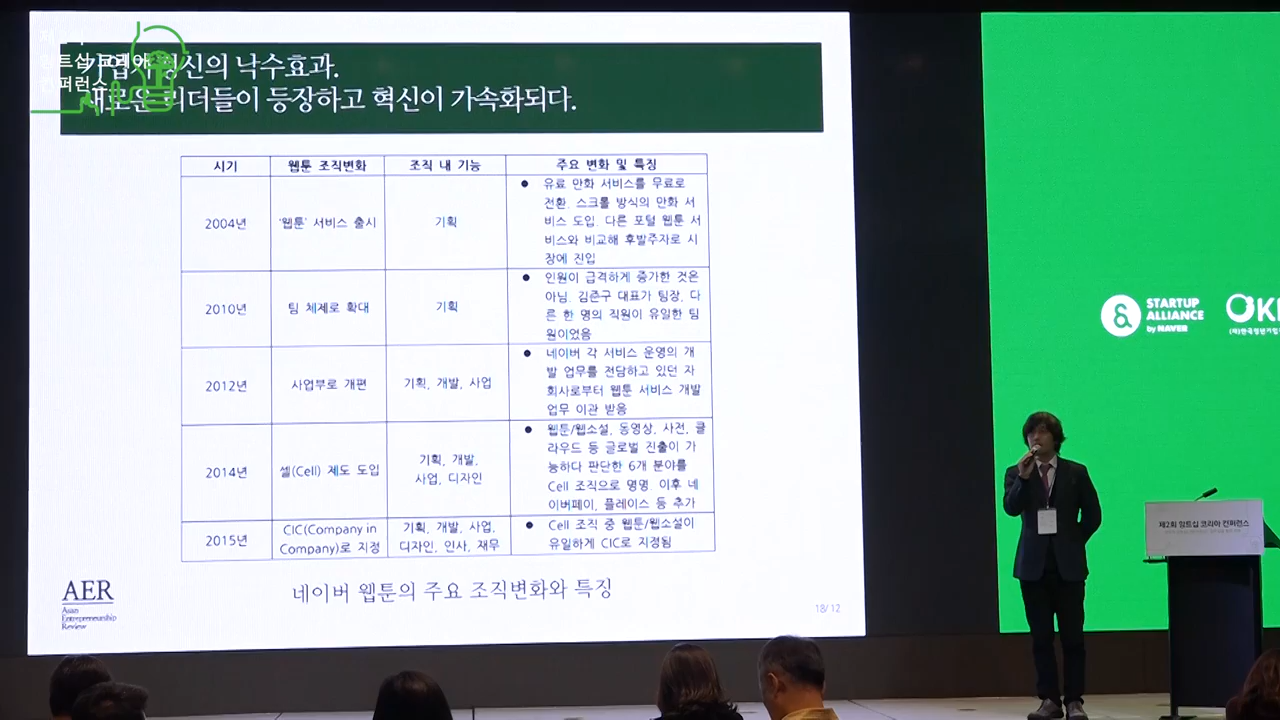 임트십 코리아
컨퍼런스
혁신의 낙수효과.
새로운 리더들이 등장하고 혁신이 가속화되다.
시기 웹툰 조직변화 조직 내 기능 주요 변화 및 특징
2004년 '웹툰' 서비스 출시 기획
● 유료 만화 서비스를 무료로
전환. 스크롤 방식의 만화 서
비스 도입. 다른 포털 웹툰 서
비스와 비교해 후발주자로 시
장에 진입
2010년 팀 체제로 확대 기획
● 인원이 급격하게 증가한 것은
아님. 김준구 대표가 팀장, 다
른 한 명의 직원이 유일한 팀
원이었음
2012년 사업부로 개편 기획, 개발, 사업
● 네이버 각 서비스 운영의 개
발 업무를 전담하고 있던 자
회사로부터 웹툰 서비스 개발
업무 이관 받음
2014년 셀(Cell) 제도 도입 기획, 개발,
사업, 디자인
● 웹툰/웹소설, 동영상, 사전, 클
라우드 등 글로벌 진출이 가
능하다 판단한 6개 분야를
Cell 조직으로 명명. 이후 네
이버페이, 플레이스 등 추가
2015년 CIC(Company in
Company)로 지정
기획, 개발, 사업,
디자인, 인사, 재무
● Cell 조직 중 웹툰/웹소설이
유일하게 CIC로 지정됨
네이버 웹툰의 주요 조직변화와 특징
AER
Asian
Entrepreneurship
Review
18/12
STARTUP
ALLIANCE
by NAVER
제2회 임트십 코리아 컨퍼런스